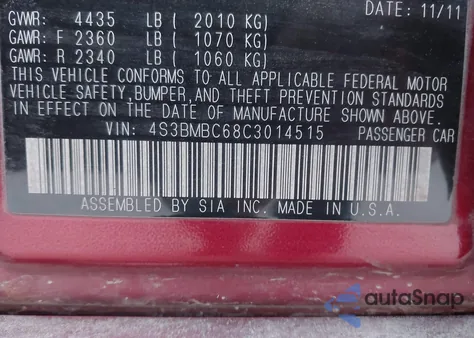 GVWR: 4435 LB ( 2010 KG) DATE: 11/11
GAWR: F 2360 LB ( 1070 KG)
GAWR: R 2340 LB ( 1060 KG)
THIS VEHICLE CONFORMS TO ALL APPLICABLE FEDERAL MOTOR
VEHICLE SAFETY,BUMPER,AND THEFT PREVENTION STANDARDS
IN EFFECT ON THE DATE OF MANUFACTURE SHOWN ABOVE.
VIN: 4S3BMBC68C3014515 PASSENGER CAR
ASSEMBLED BY SIA INC. MADE IN U.S.A.
autoSnap